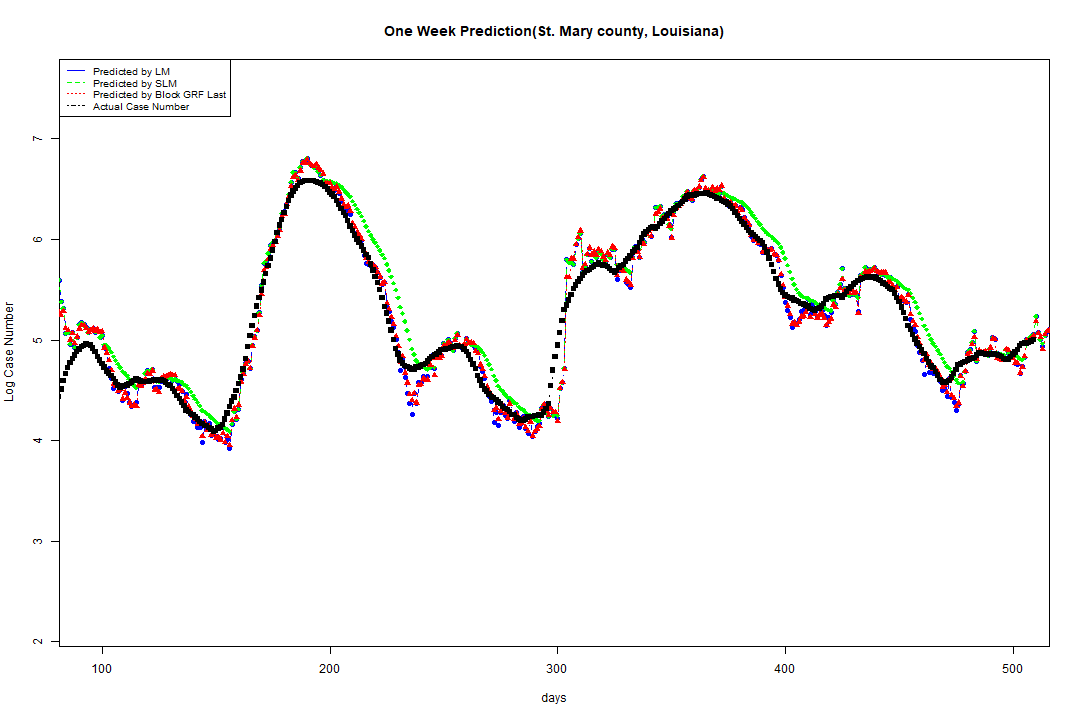 One Week Prediction(St. Mary county, Louisiana)
Predicted by LM
Predicted by SLM
Predicted by Block GRF Last
Actual Case Number
7
6
5
4
3
2
Log Case Number
100 200 300 400 500
days